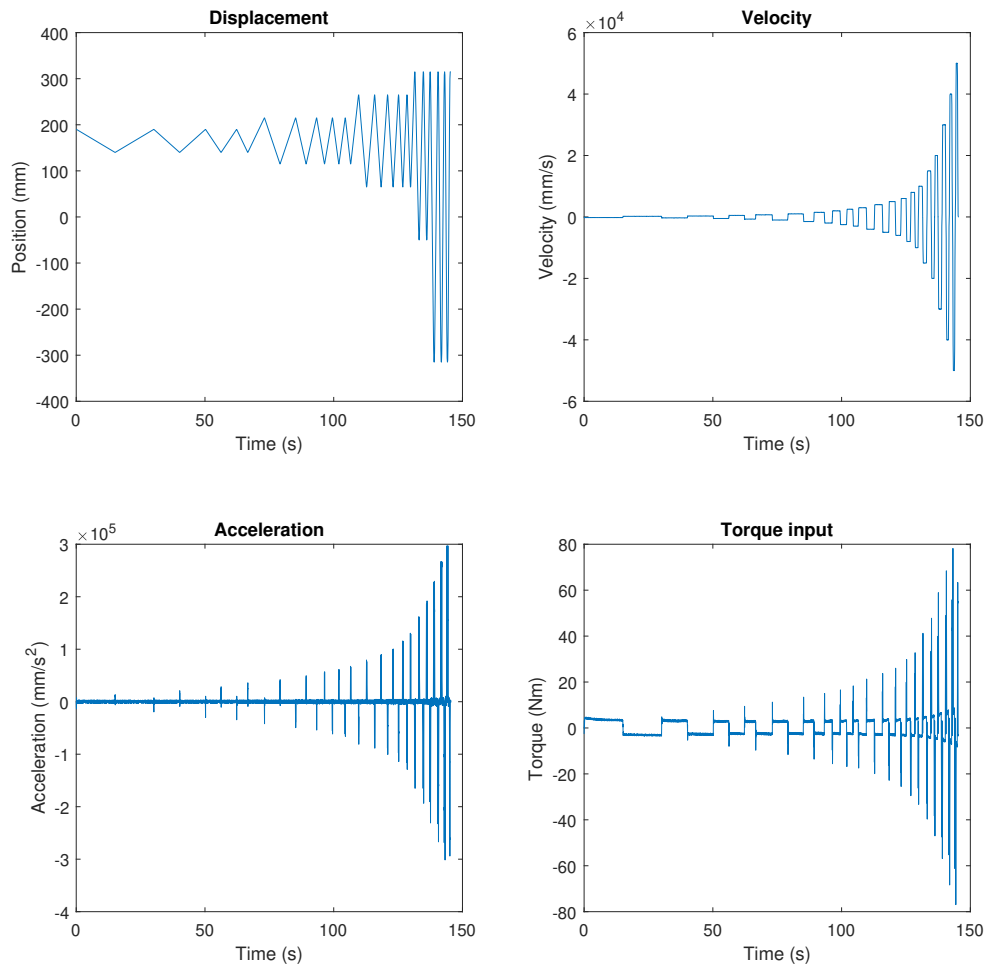 Displacement
400
300
200
100
0
-100
-200
-300
-400
Position (mm)
0 50 100 150
Time (s)
Velocity
×10^4
6
4
2
0
-2
-4
-6
Velocity (mm/s)
0 50 100 150
Time (s)
Acceleration
×10^5
3
2
1
0
-1
-2
-3
-4
Acceleration (mm/s^2)
0 50 100 150
Time (s)
Torque input
80
60
40
20
0
-20
-40
-60
-80
Torque (Nm)
0 50 100 150
Time (s)